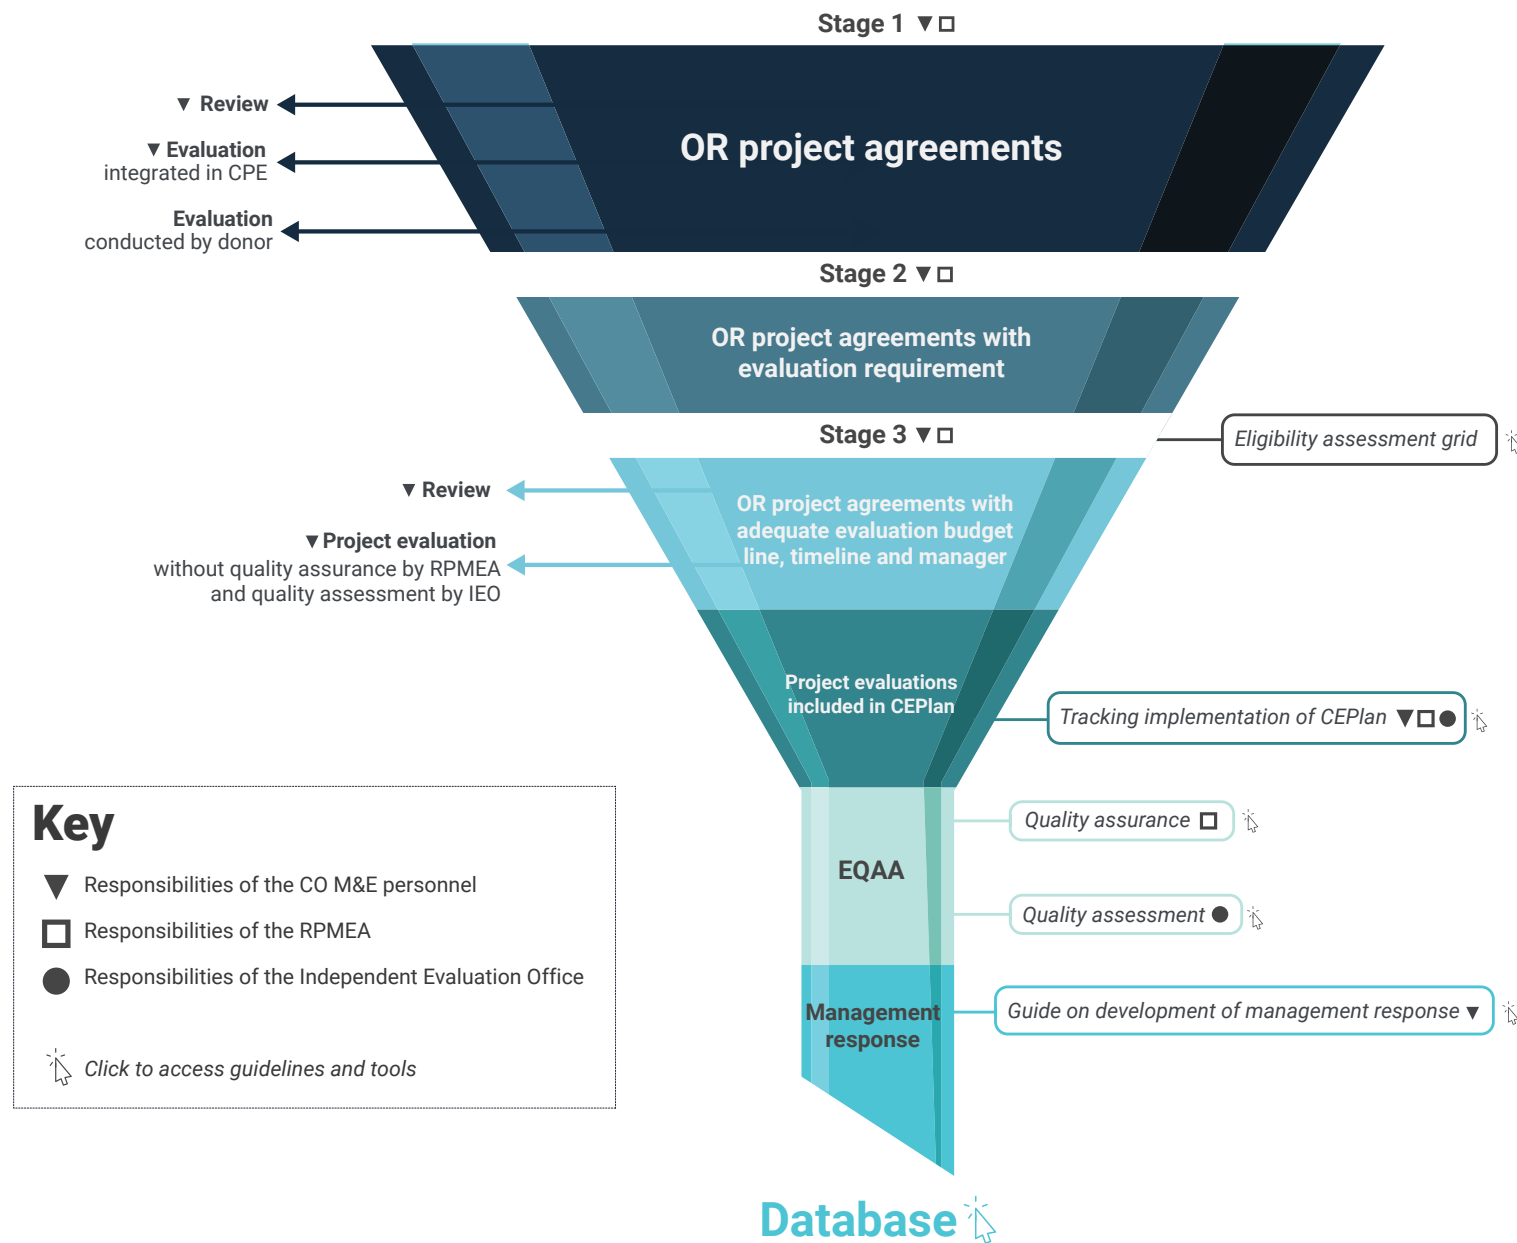 Stage 1
Review
Evaluation
integrated in CPE
Evaluation
conducted by donor
OR project agreements
Stage 2
OR project agreements with
evaluation requirement
Stage 3
Eligibility assessment grid
Review
Project evaluation
without quality assurance by RPMEA
and quality assessment by IEO
OR project agreements with
adequate evaluation budget
line, timeline and manager
Project evaluations
included in CEPlan
Tracking implementation of CEPlan
EQAA
Quality assurance
Quality assessment
Management
response
Guide on development of management response
Key
Responsibilities of the CO M&E personnel
Responsibilities of the RPMEA
Responsibilities of the Independent Evaluation Office
Click to access guidelines and tools
Database